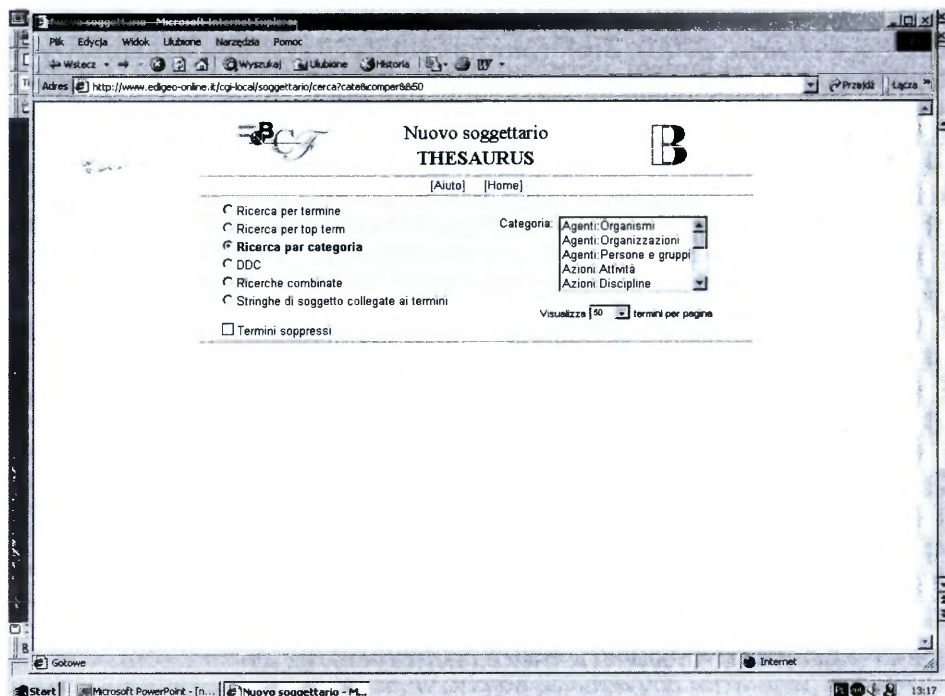 Nuovo soggettario - Microsoft Internet Explorer
Plik Edycja Widok Ulubione Narzędzia Pomoc
Wstecz Wyszukaj Ulubione Historia
Adres http://www.edigeo-online.it/cgi-local/soggettario/cerca?cate&comper&&50 Przejdź Łącza »
Nuovo soggettario
THESAURUS
[Aiuto] [Home]
Ricerca per termine
Ricerca per top term
Ricerca par categoria
DDC
Ricerche combinate
Stringhe di soggetto collegate ai termini
Termini soppressi
Categoria:
Agenti:Organismi
Agenti:Organizzazioni
Agenti:Persone e gruppi
Azioni:Attività
Azioni:Discipline
Visualizza 50 termini per pagina
Gotowe Internet
Start Microsoft PowerPoint - [n... Nuovo soggettario - M... 13:17